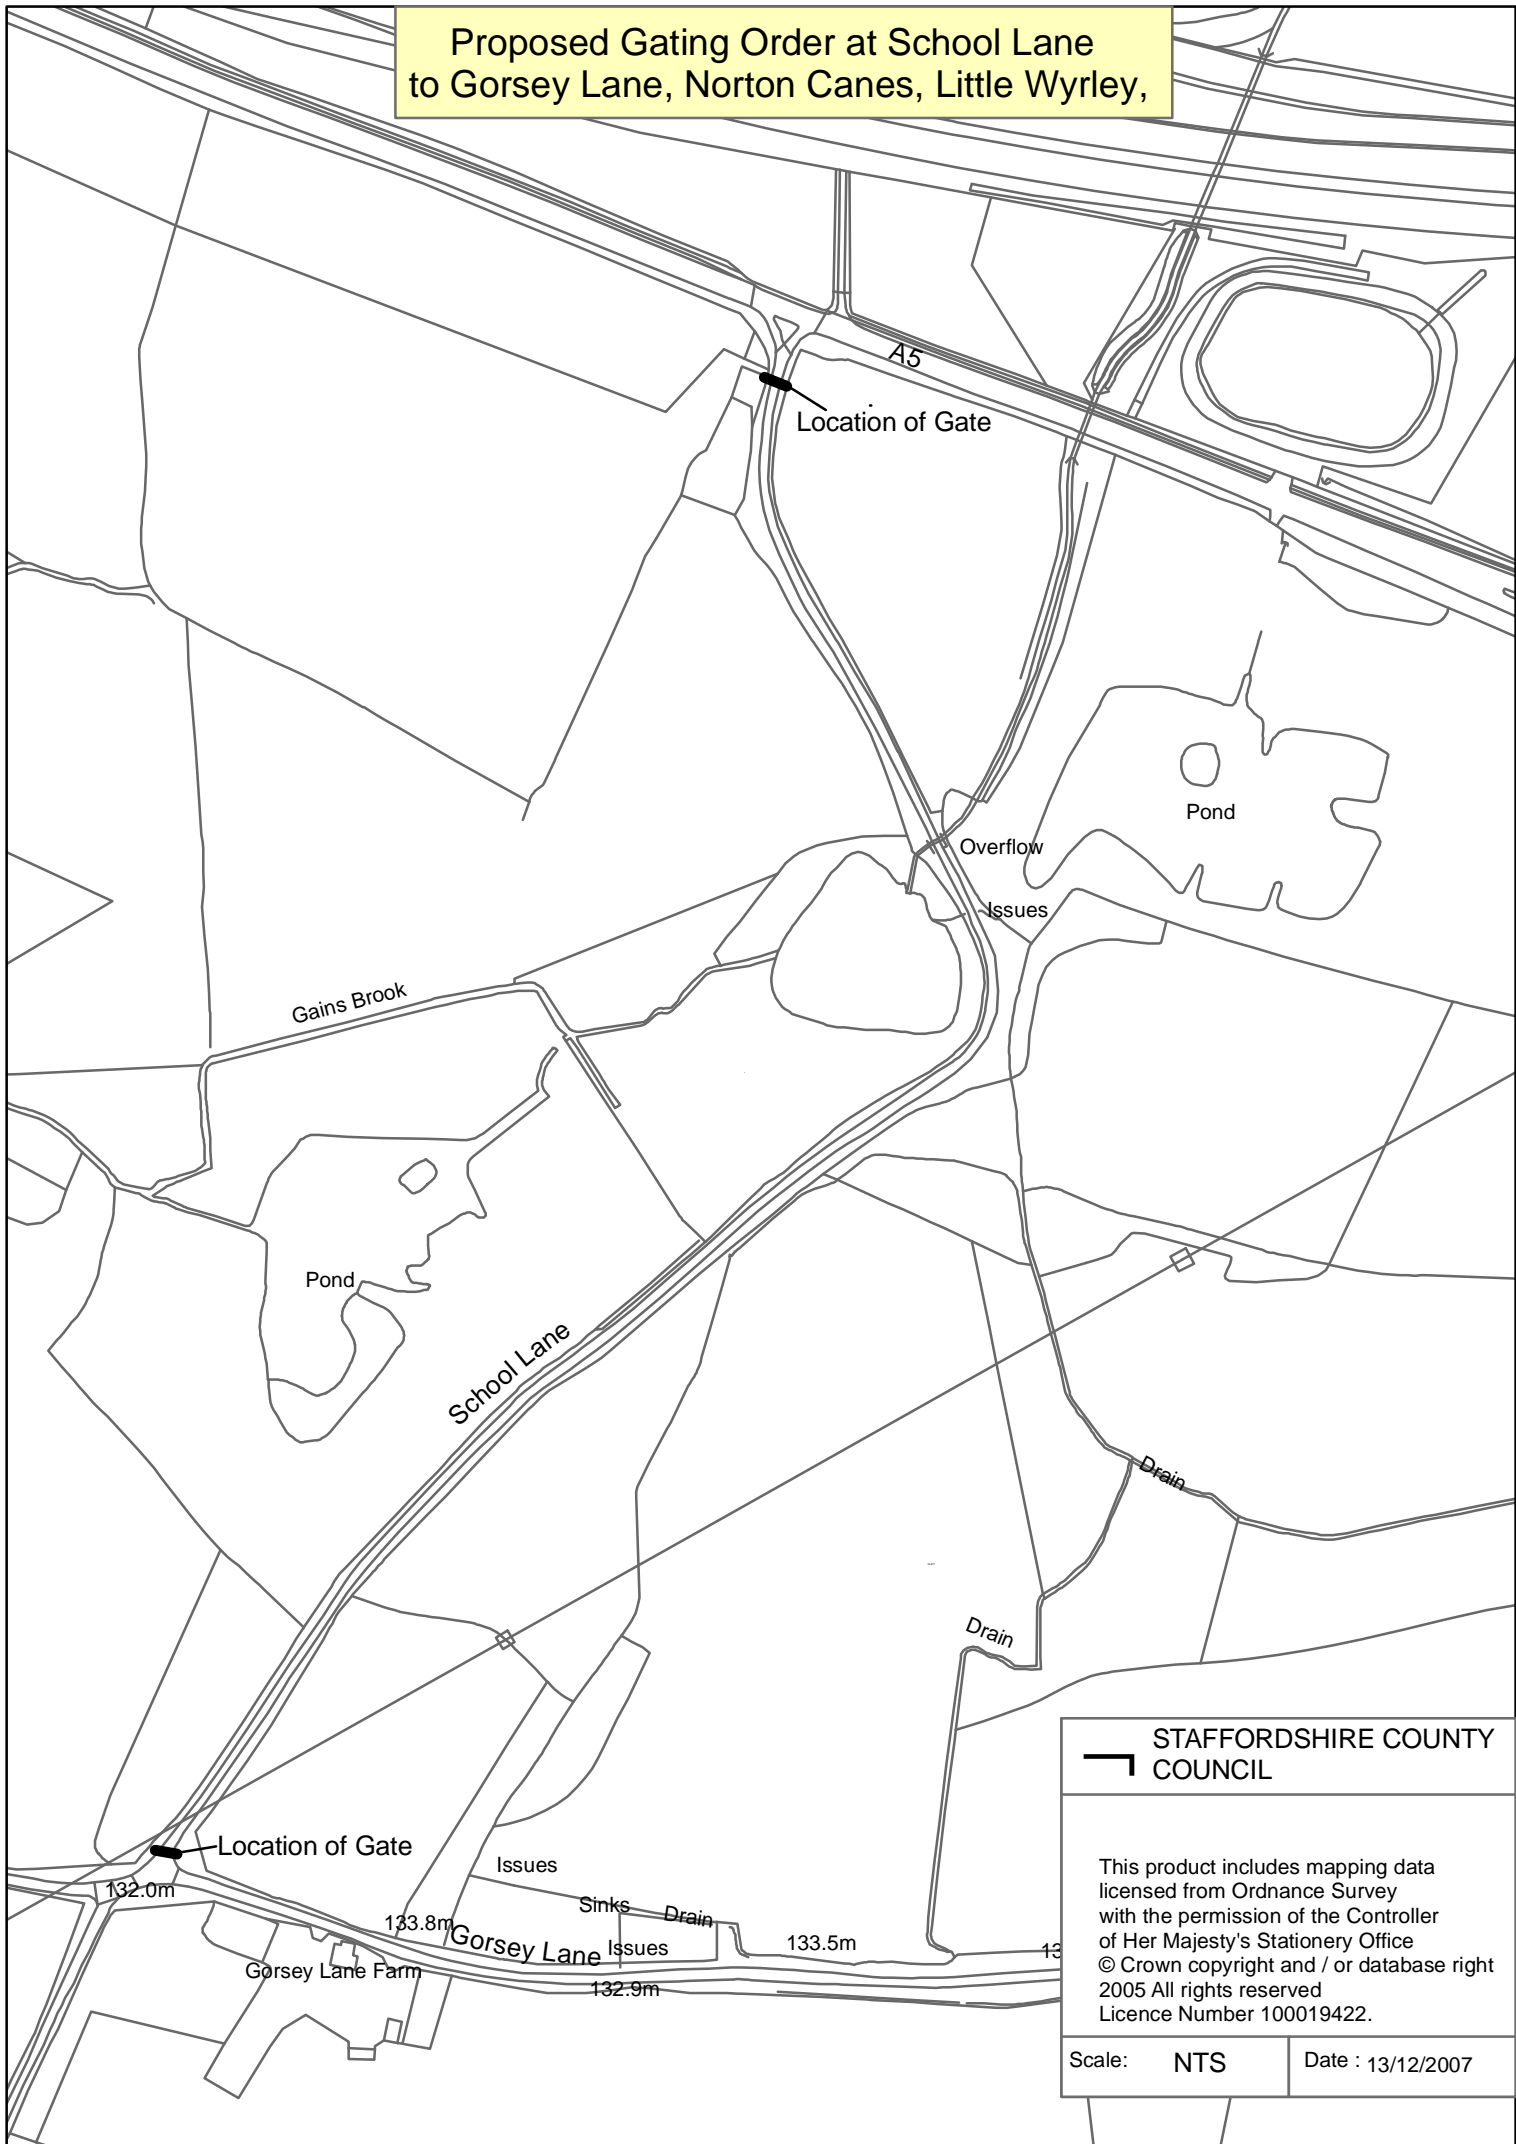 Proposed Gating Order at School Lane
to Gorsey Lane, Norton Canes, Little Wyrley,
A5
Location of Gate
Pond
Overflow
Issues
Gains Brook
Pond
School Lane
Drain
Drain
Location of Gate
132.0m
Issues
Sinks
Drain
133.8m
Gorsey Lane
Issues
133.5m
13
Gorsey Lane Farm
132.9m
STAFFORDSHIRE COUNTY
COUNCIL
This product includes mapping data
licensed from Ordnance Survey
with the permission of the Controller
of Her Majesty's Stationery Office
© Crown copyright and / or database right
2005 All rights reserved
Licence Number 100019422.
Scale: NTS
Date : 13/12/2007